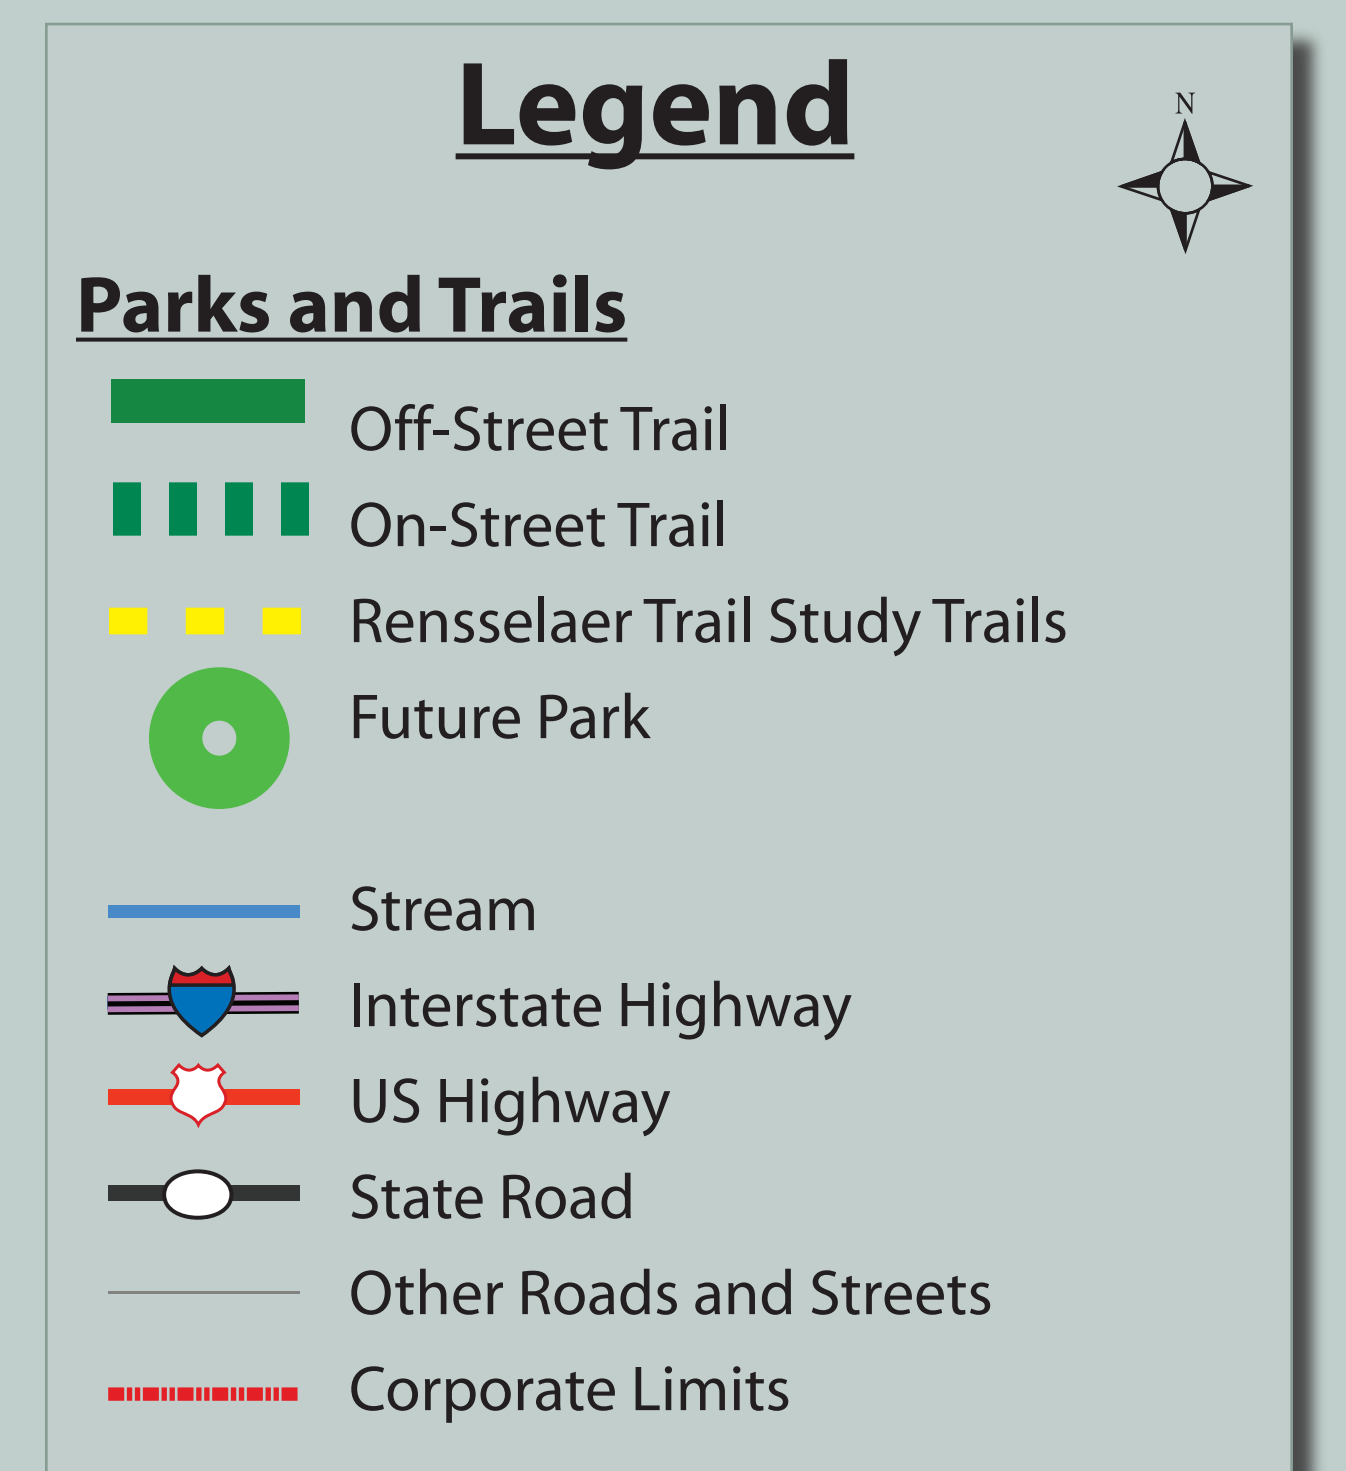 Legend
N
Parks and Trails
Off-Street Trail
On-Street Trail
Rensselaer Trail Study Trails
Future Park
Stream
Interstate Highway
US Highway
State Road
Other Roads and Streets
Corporate Limits